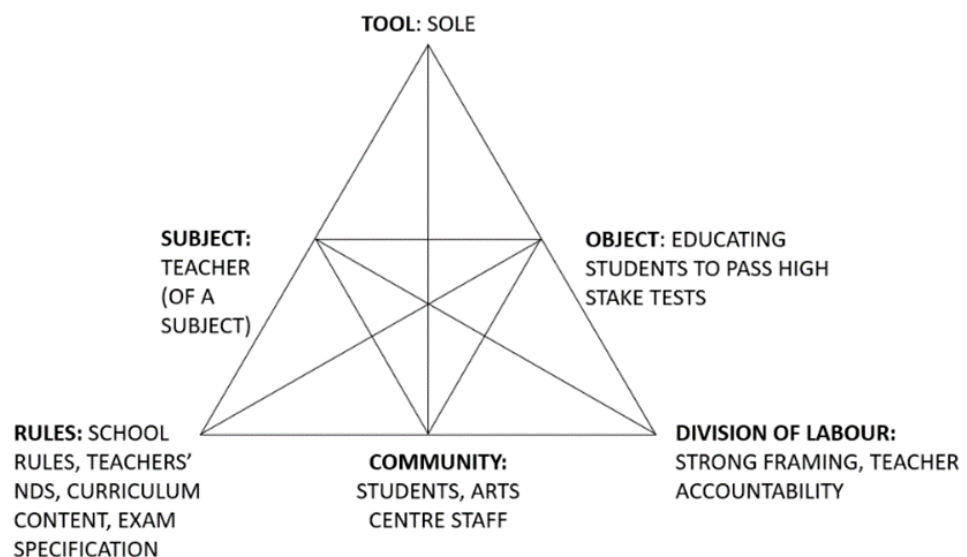 TOOL: SOLE
SUBJECT:
TEACHER
(OF A
SUBJECT)
OBJECT: EDUCATING
STUDENTS TO PASS HIGH
STAKE TESTS
RULES: SCHOOL
RULES, TEACHERS’
NDS, CURRICULUM
CONTENT, EXAM
SPECIFICATION
COMMUNITY:
STUDENTS, ARTS
CENTRE STAFF
DIVISION OF LABOUR:
STRONG FRAMING, TEACHER
ACCOUNTABILITY